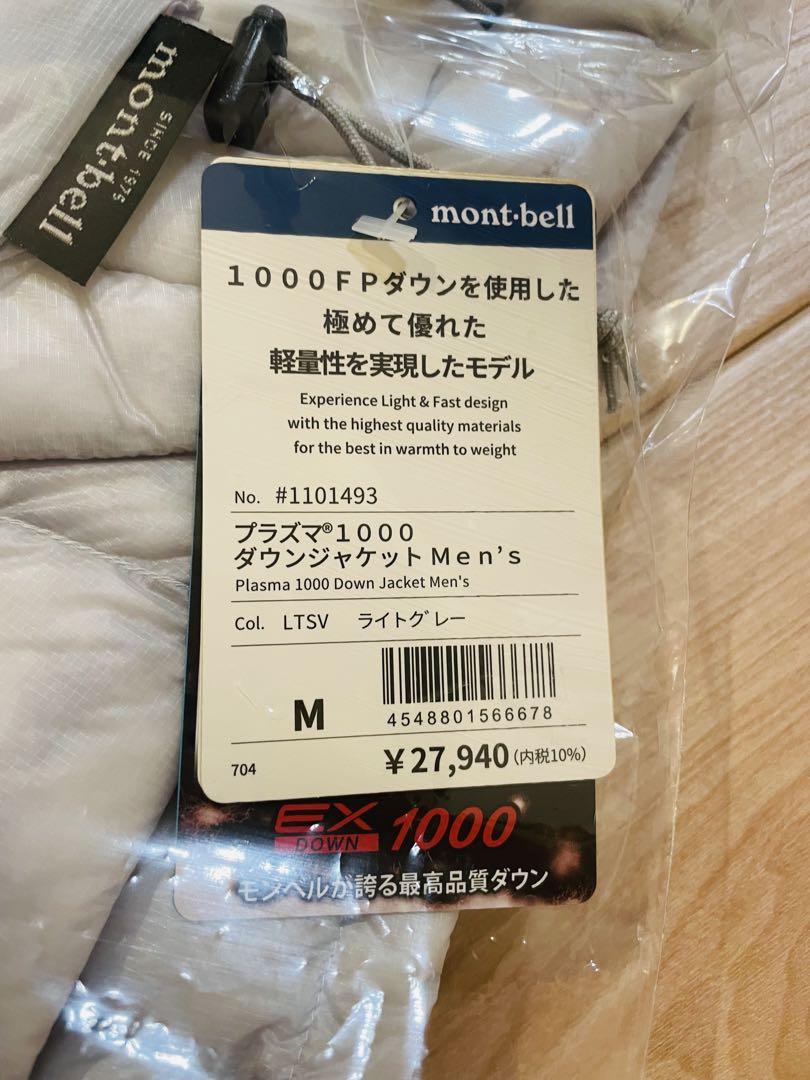 mont·bell
SINCE 1975
mont·bell
1000FPダウンを使用した
極めて優れた
軽量性を実現したモデル
Experience Light & Fast design
with the highest quality materials
for the best in warmth to weight
No. #1101493
プラズマ®1000
ダウンジャケット Men's
Plasma 1000 Down Jacket Men's
Col. LTSV ライトグレー
M
4548801566678
704
¥27,940(内税10%)
EX DOWN 1000
モンベルが誇る最高品質ダウン